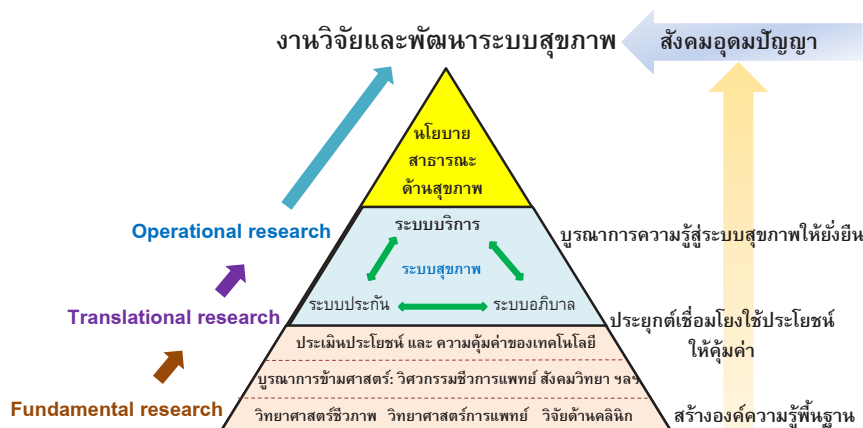 งานวิจัยและพัฒนาระบบสุขภาพ
สังคมอุดมปัญญา
นโยบาย
สาธารณะ
ด้านสุขภาพ
Operational research
ระบบบริการ
บูรณาการความรู้สู่ระบบสุขภาพให้ยั่งยืน
ระบบสุขภาพ
ระบบประกัน
ระบบอภิบาล
Translational research
ประยุกต์เชื่อมโยงใช้ประโยชน์
ให้คุ้มค่า
ประเมินประโยชน์ และ ความคุ้มค่าของเทคโนโลยี
บูรณาการข้ามศาสตร์: วิศวกรรมชีวการแพทย์ สังคมวิทยา ฯลฯ
Fundamental research
วิทยาศาสตร์ชีวภาพ วิทยาศาสตร์การแพทย์ วิจัยด้านคลินิก
สร้างองค์ความรู้พื้นฐาน